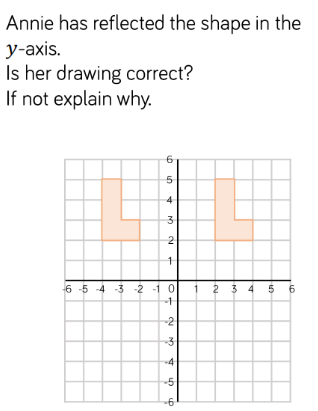 Annie has reflected the shape in the
y-axis.
Is her drawing correct?
If not explain why.
6
5
4
3
2
1
-6 -5 -4 -3 -2 -1 0 1 2 3 4 5 6
-1
-2
-3
-4
-5
-6